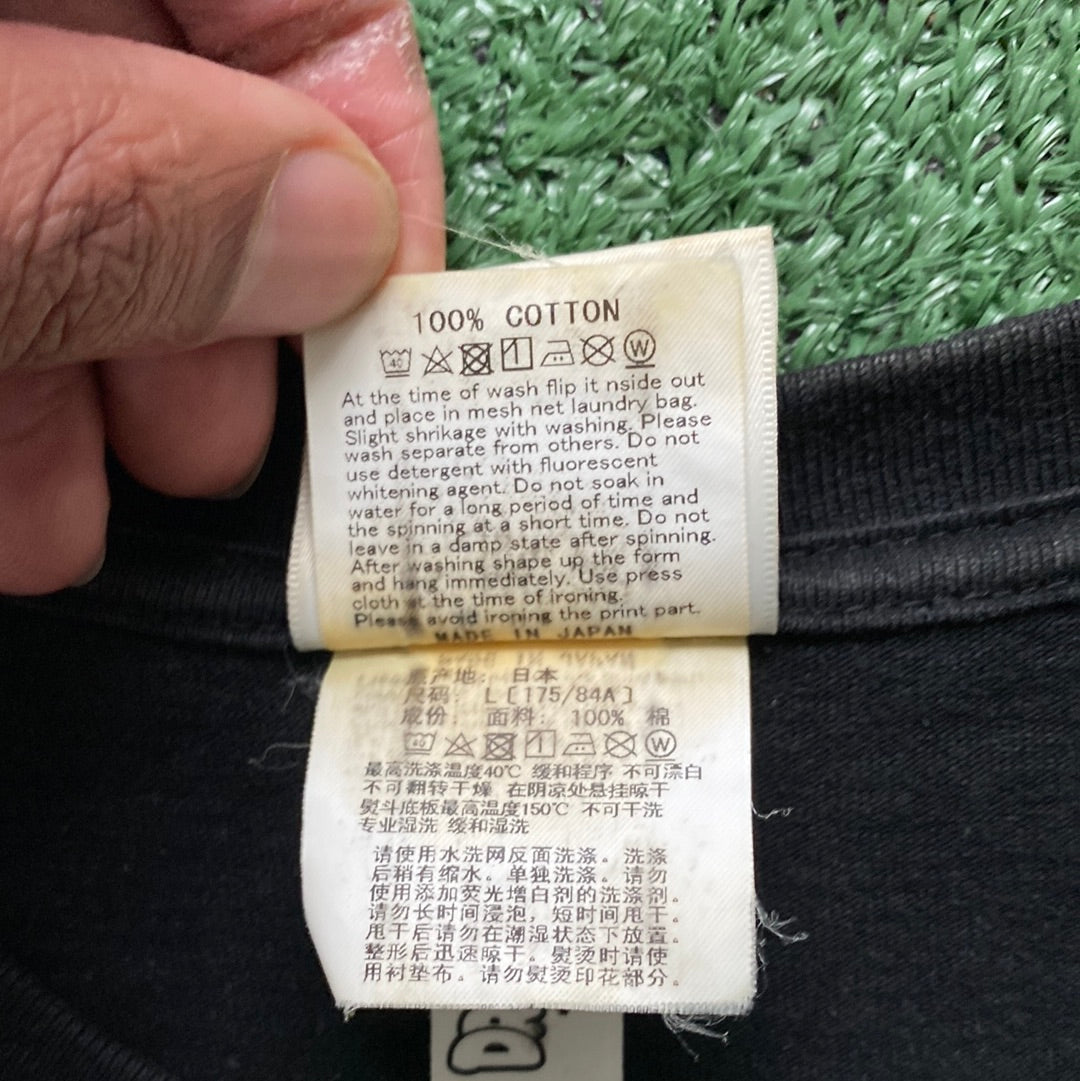 100% COTTON
40 W
At the time of wash flip it nside out
and place in mesh net laundry bag.
Slight shrikage with washing. Please
wash separate from others. Do not
use detergent with fluorescent
whitening agent. Do not soak in
water for a long period of time and
the spinning at a short time. Do not
leave in a damp state after spinning.
After washing shape up the form
and hang immediately. Use press
cloth at the time of ironing.
Please avoid ironing the print part.
MADE IN JAPAN
原产地: 日本
尺码: L [175/84A]
成份: 面料: 100% 棉
40 W
最高洗涤温度40℃ 缓和程序 不可漂白
不可翻转干燥 在阴凉处悬挂晾干
熨斗底板最高温度150℃ 不可干洗
专业湿洗 缓和湿洗
请使用水洗网反面洗涤。洗涤
后稍有缩水。单独洗涤。请勿
使用添加荧光增白剂的洗涤剂。
请勿长时间浸泡, 短时间甩干。
甩干后请勿在潮湿状态下放置。
整形后迅速晾干。熨烫时请使
用衬垫布。请勿熨烫印花部分。